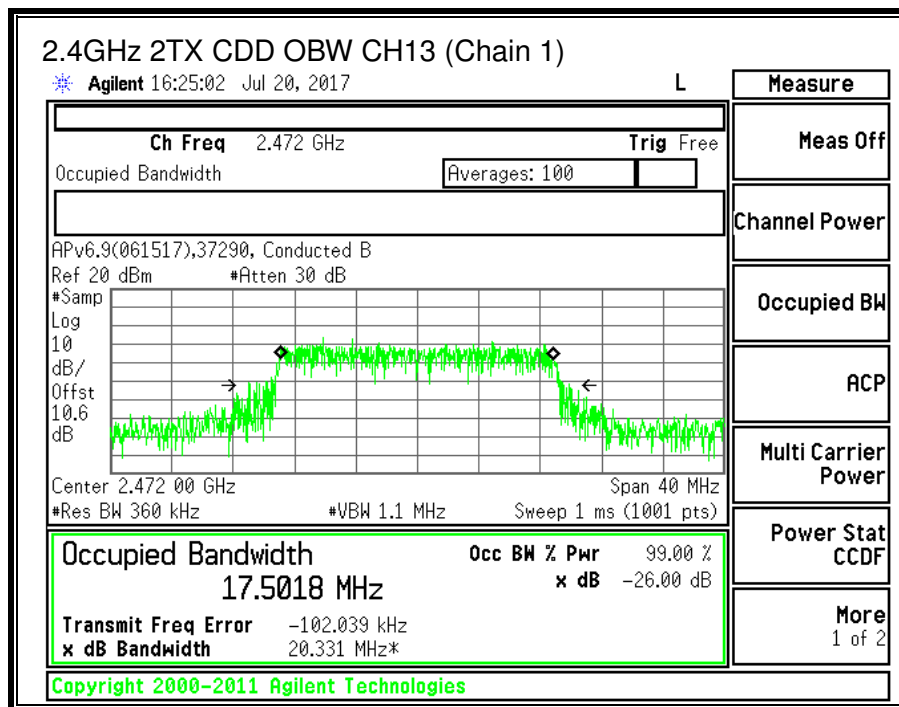 2.4GHz 2TX CDD OBW CH13 (Chain 1)
Agilent 16:25:02 Jul 20, 2017 L
Measure
Ch Freq 2.472 GHz Trig Free
Meas Off
Occupied Bandwidth Averages: 100
Channel Power
APv6.9(061517),37290, Conducted B
Ref 20 dBm #Atten 30 dB
#Samp
Log
10
dB/
Offst
10.6
dB
Occupied BW
ACP
Multi Carrier
Power
Center 2.472 00 GHz Span 40 MHz
#Res BW 360 kHz #VBW 1.1 MHz Sweep 1 ms (1001 pts)
Power Stat
CCDF
Occupied Bandwidth Occ BW % Pwr 99.00 %
17.5018 MHz x dB -26.00 dB
Transmit Freq Error -102.039 kHz
x dB Bandwidth 20.331 MHz*
More
1 of 2
Copyright 2000-2011 Agilent Technologies